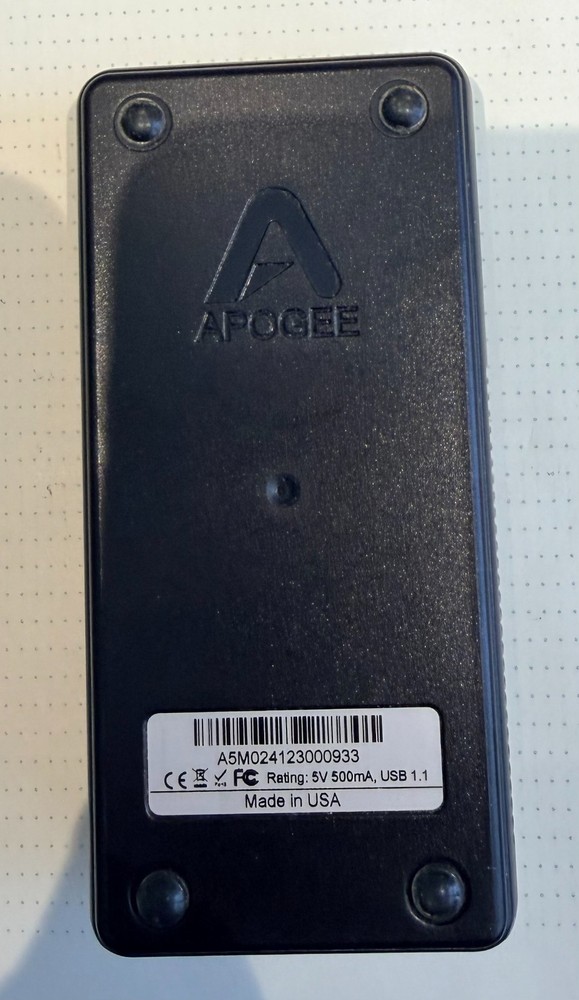 APOGEE
A5M024123000933
CE FC Rating: 5V 500mA, USB 1.1
Made in USA